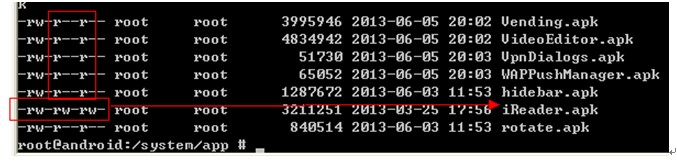 -rw-r--r-- root     root      3995946 2013-06-05 20:02 Vending.apk
-rw-r--r-- root     root      4834942 2013-06-05 20:02 VideoEditor.apk
-rw-r--r-- root     root        51730 2013-06-05 20:03 VpnDialogs.apk
-rw-r--r-- root     root        65052 2013-06-05 20:03 WAPPushManager.apk
-rw-r--r-- root     root      1287672 2013-06-03 11:53 hidebar.apk
-rw-rw-rw- root     root      3211251 2013-03-25 17:56 iReader.apk
-rw-r--r-- root     root       840514 2013-06-03 11:53 rotate.apk
root@android:/system/app #